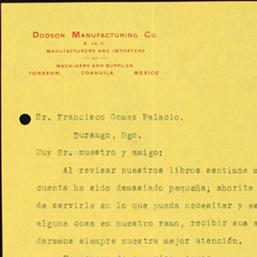 Dodson Manufacturing Co.
S. en C.
Manufacturers and Importers
of
Machinery and Supplies
Torreon, Coahuila, Mexico
Sr. Francisco Gomez Palacio.
Durango, Dgo.
Muy Sr. nuestro y amigo:
Al revisar nuestros libros sentimos m
cuenta ha sido demasiado pequeña; ahorita
de servirle en lo que pueda necesitar y es
alguna cosa en nuestro ramo, recibir sus a
daremos siempre nuestra mejor atención.